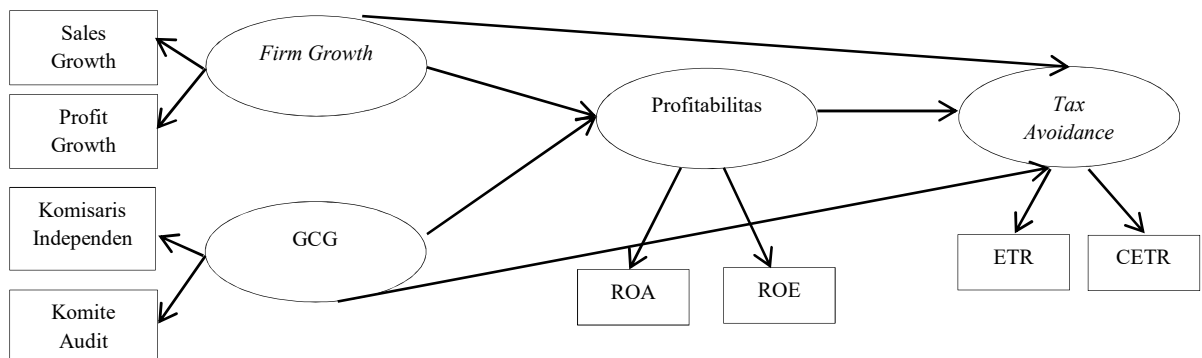 Sales
Growth
Firm Growth
Profit
Growth
Profitabilitas
Tax
Avoidance
Komisaris
Independen
GCG
Komite
Audit
ROA
ROE
ETR
CETR